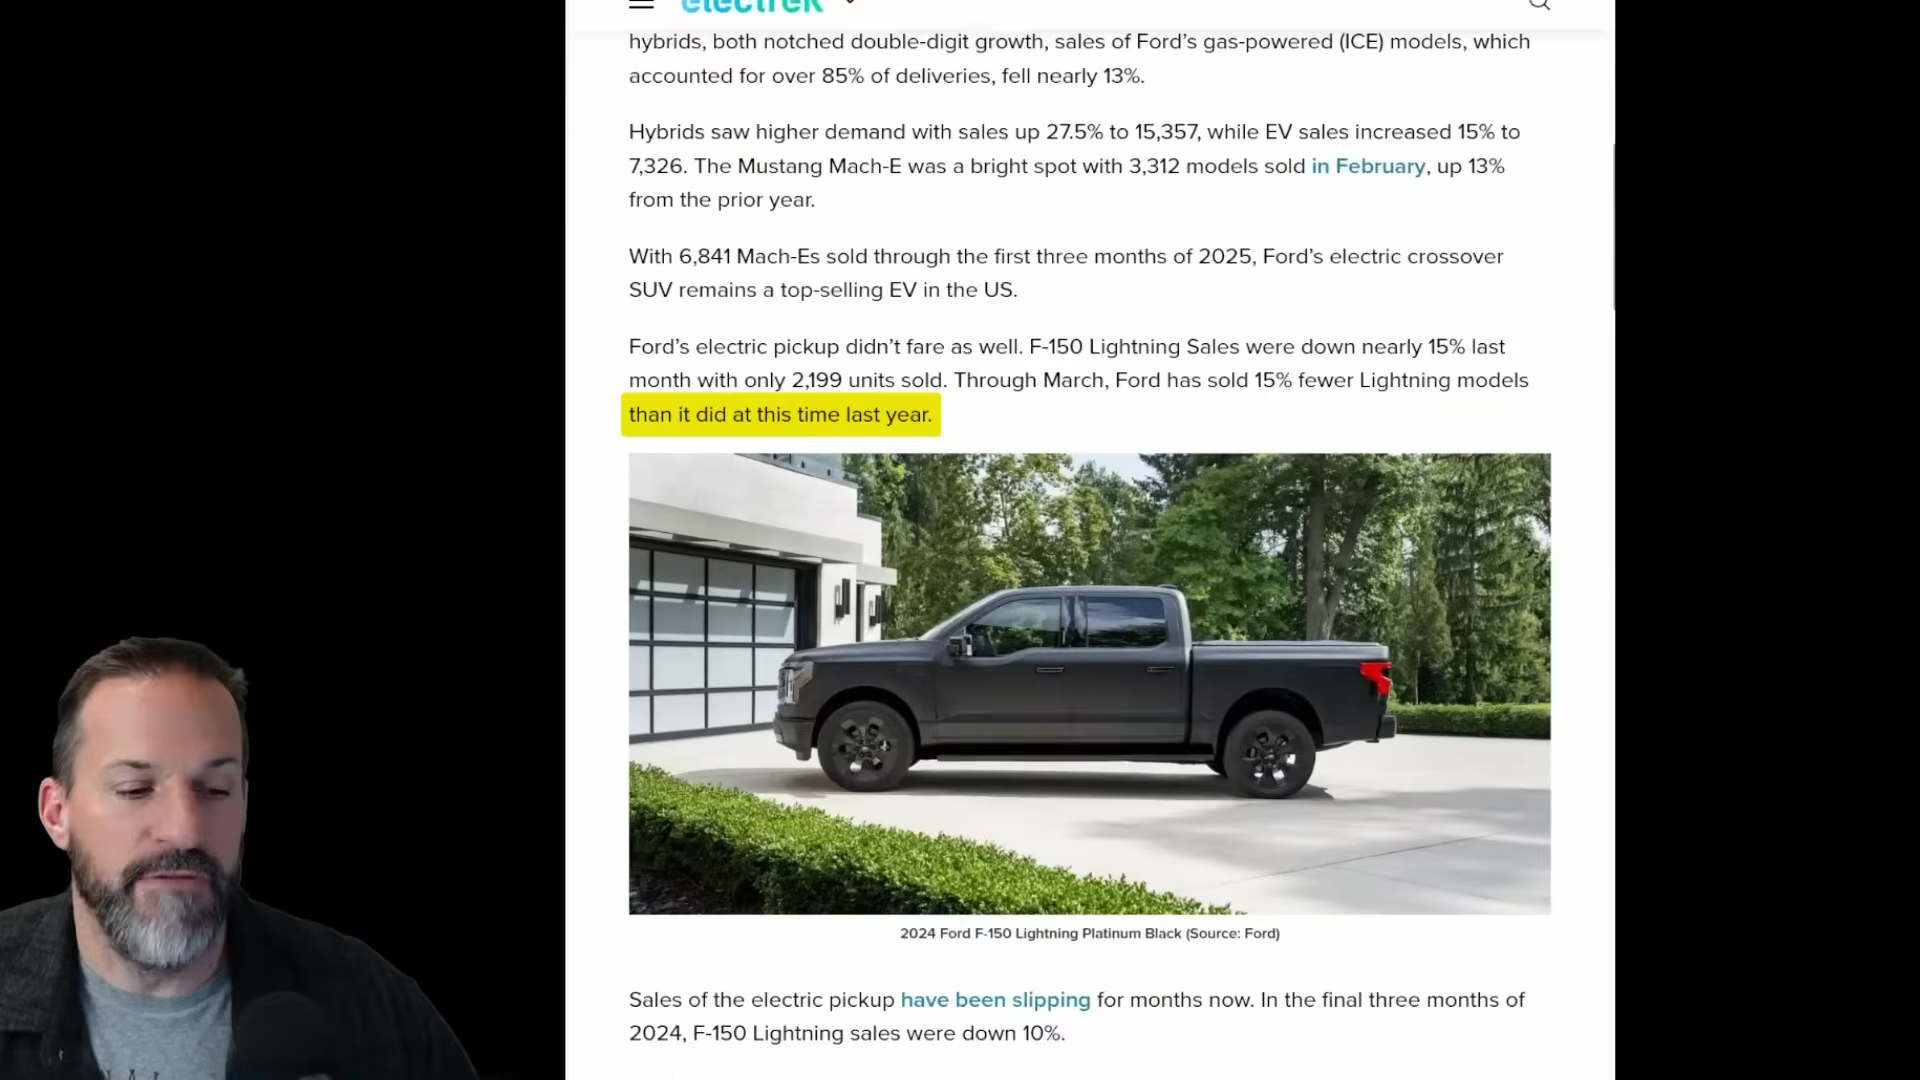 electrek
hybrids, both notched double-digit growth, sales of Ford’s gas-powered (ICE) models, which
accounted for over 85% of deliveries, fell nearly 13%.
Hybrids saw higher demand with sales up 27.5% to 15,357, while EV sales increased 15% to
7,326. The Mustang Mach-E was a bright spot with 3,312 models sold in February, up 13%
from the prior year.
With 6,841 Mach-Es sold through the first three months of 2025, Ford’s electric crossover
SUV remains a top-selling EV in the US.
Ford’s electric pickup didn’t fare as well. F-150 Lightning Sales were down nearly 15% last
month with only 2,199 units sold. Through March, Ford has sold 15% fewer Lightning models
than it did at this time last year.
2024 Ford F-150 Lightning Platinum Black (Source: Ford)
Sales of the electric pickup have been slipping for months now. In the final three months of
2024, F-150 Lightning sales were down 10%.